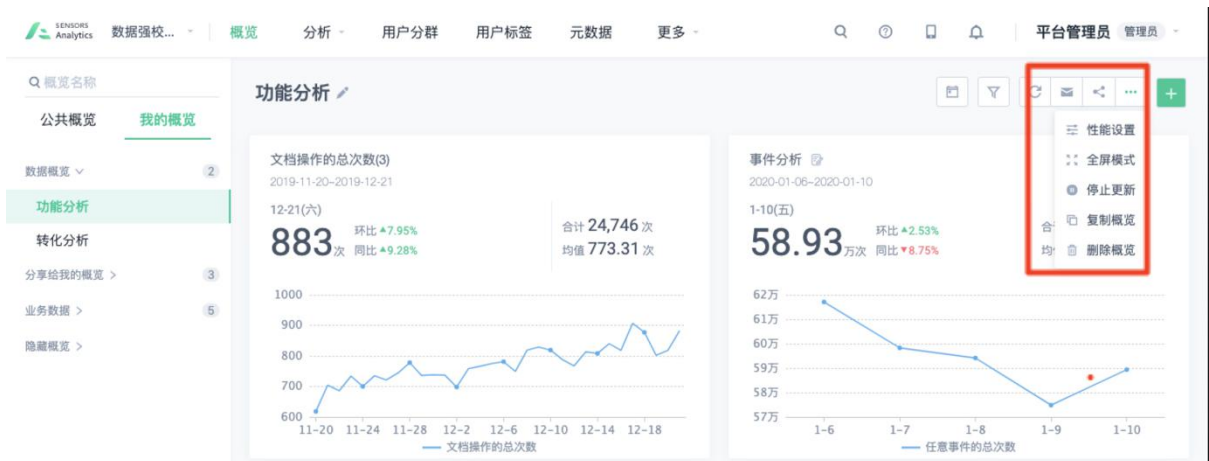 SENSORS
Analytics
数据强校...
概览
分析
用户分群
用户标签
元数据
更多
平台管理员
管理员
概览名称
公共概览
我的概览
数据概览
2
功能分析
转化分析
分享给我的概览
3
业务数据
5
隐藏概览
功能分析
性能设置
全屏模式
停止更新
复制概览
删除概览
文档操作的总次数(3)
2019-11-20~2019-12-21
12-21(六)
883次
环比 7.95%
同比 9.28%
合计 24,746 次
均值 773.31 次
1000
900
800
700
600
11-20 11-24 11-28 12-2 12-6 12-10 12-14 12-18
文档操作的总次数
事件分析
2020-01-06~2020-01-10
1-10(五)
58.93万次
环比 2.53%
同比 8.75%
合
均
62万
61万
60万
59万
58万
57万
1-6 1-7 1-8 1-9 1-10
任意事件的总次数